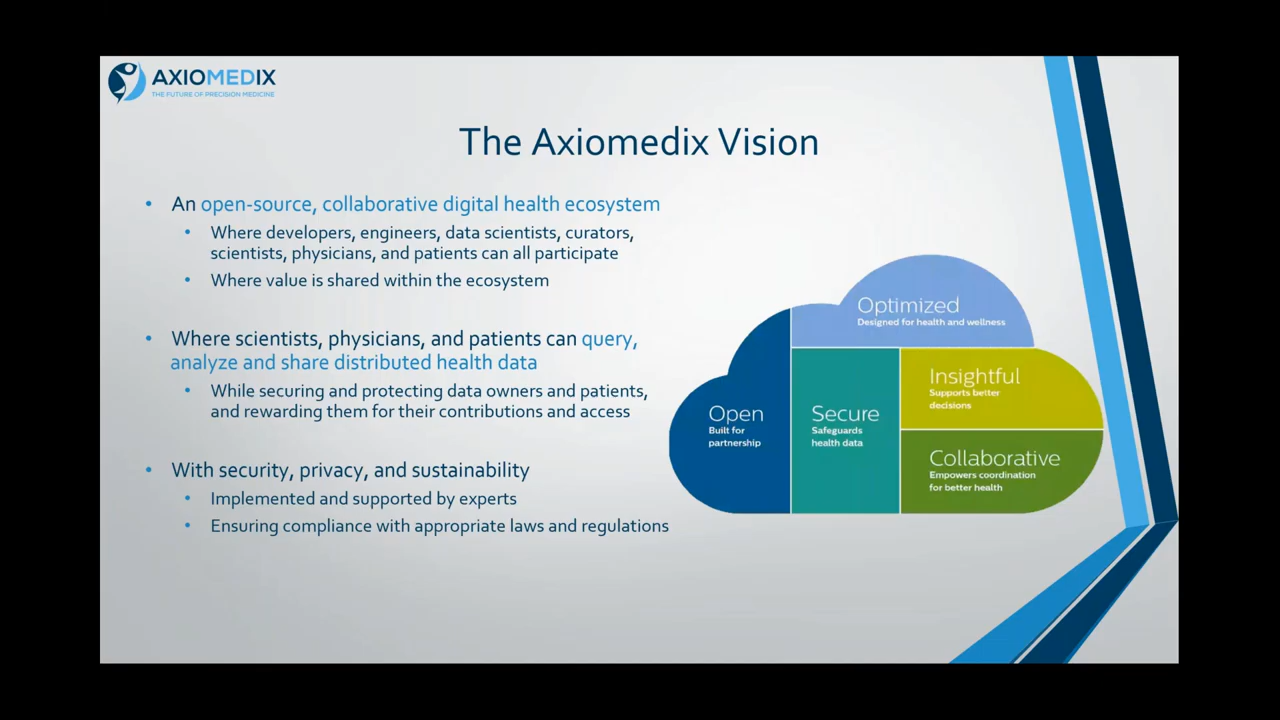 AXIOMEDIX
THE FUTURE OF PRECISION MEDICINE
The Axiomedix Vision
• An open-source, collaborative digital health ecosystem
• Where developers, engineers, data scientists, curators,
scientists, physicians, and patients can all participate
• Where value is shared within the ecosystem
• Where scientists, physicians, and patients can query,
analyze and share distributed health data
• While securing and protecting data owners and patients,
and rewarding them for their contributions and access
• With security, privacy, and sustainability
• Implemented and supported by experts
• Ensuring compliance with appropriate laws and regulations
Optimized
Designed for health and wellness
Open
Built for
partnership
Secure
Safeguards
health data
Insightful
Supports better
decisions
Collaborative
Empowers coordination
for better health